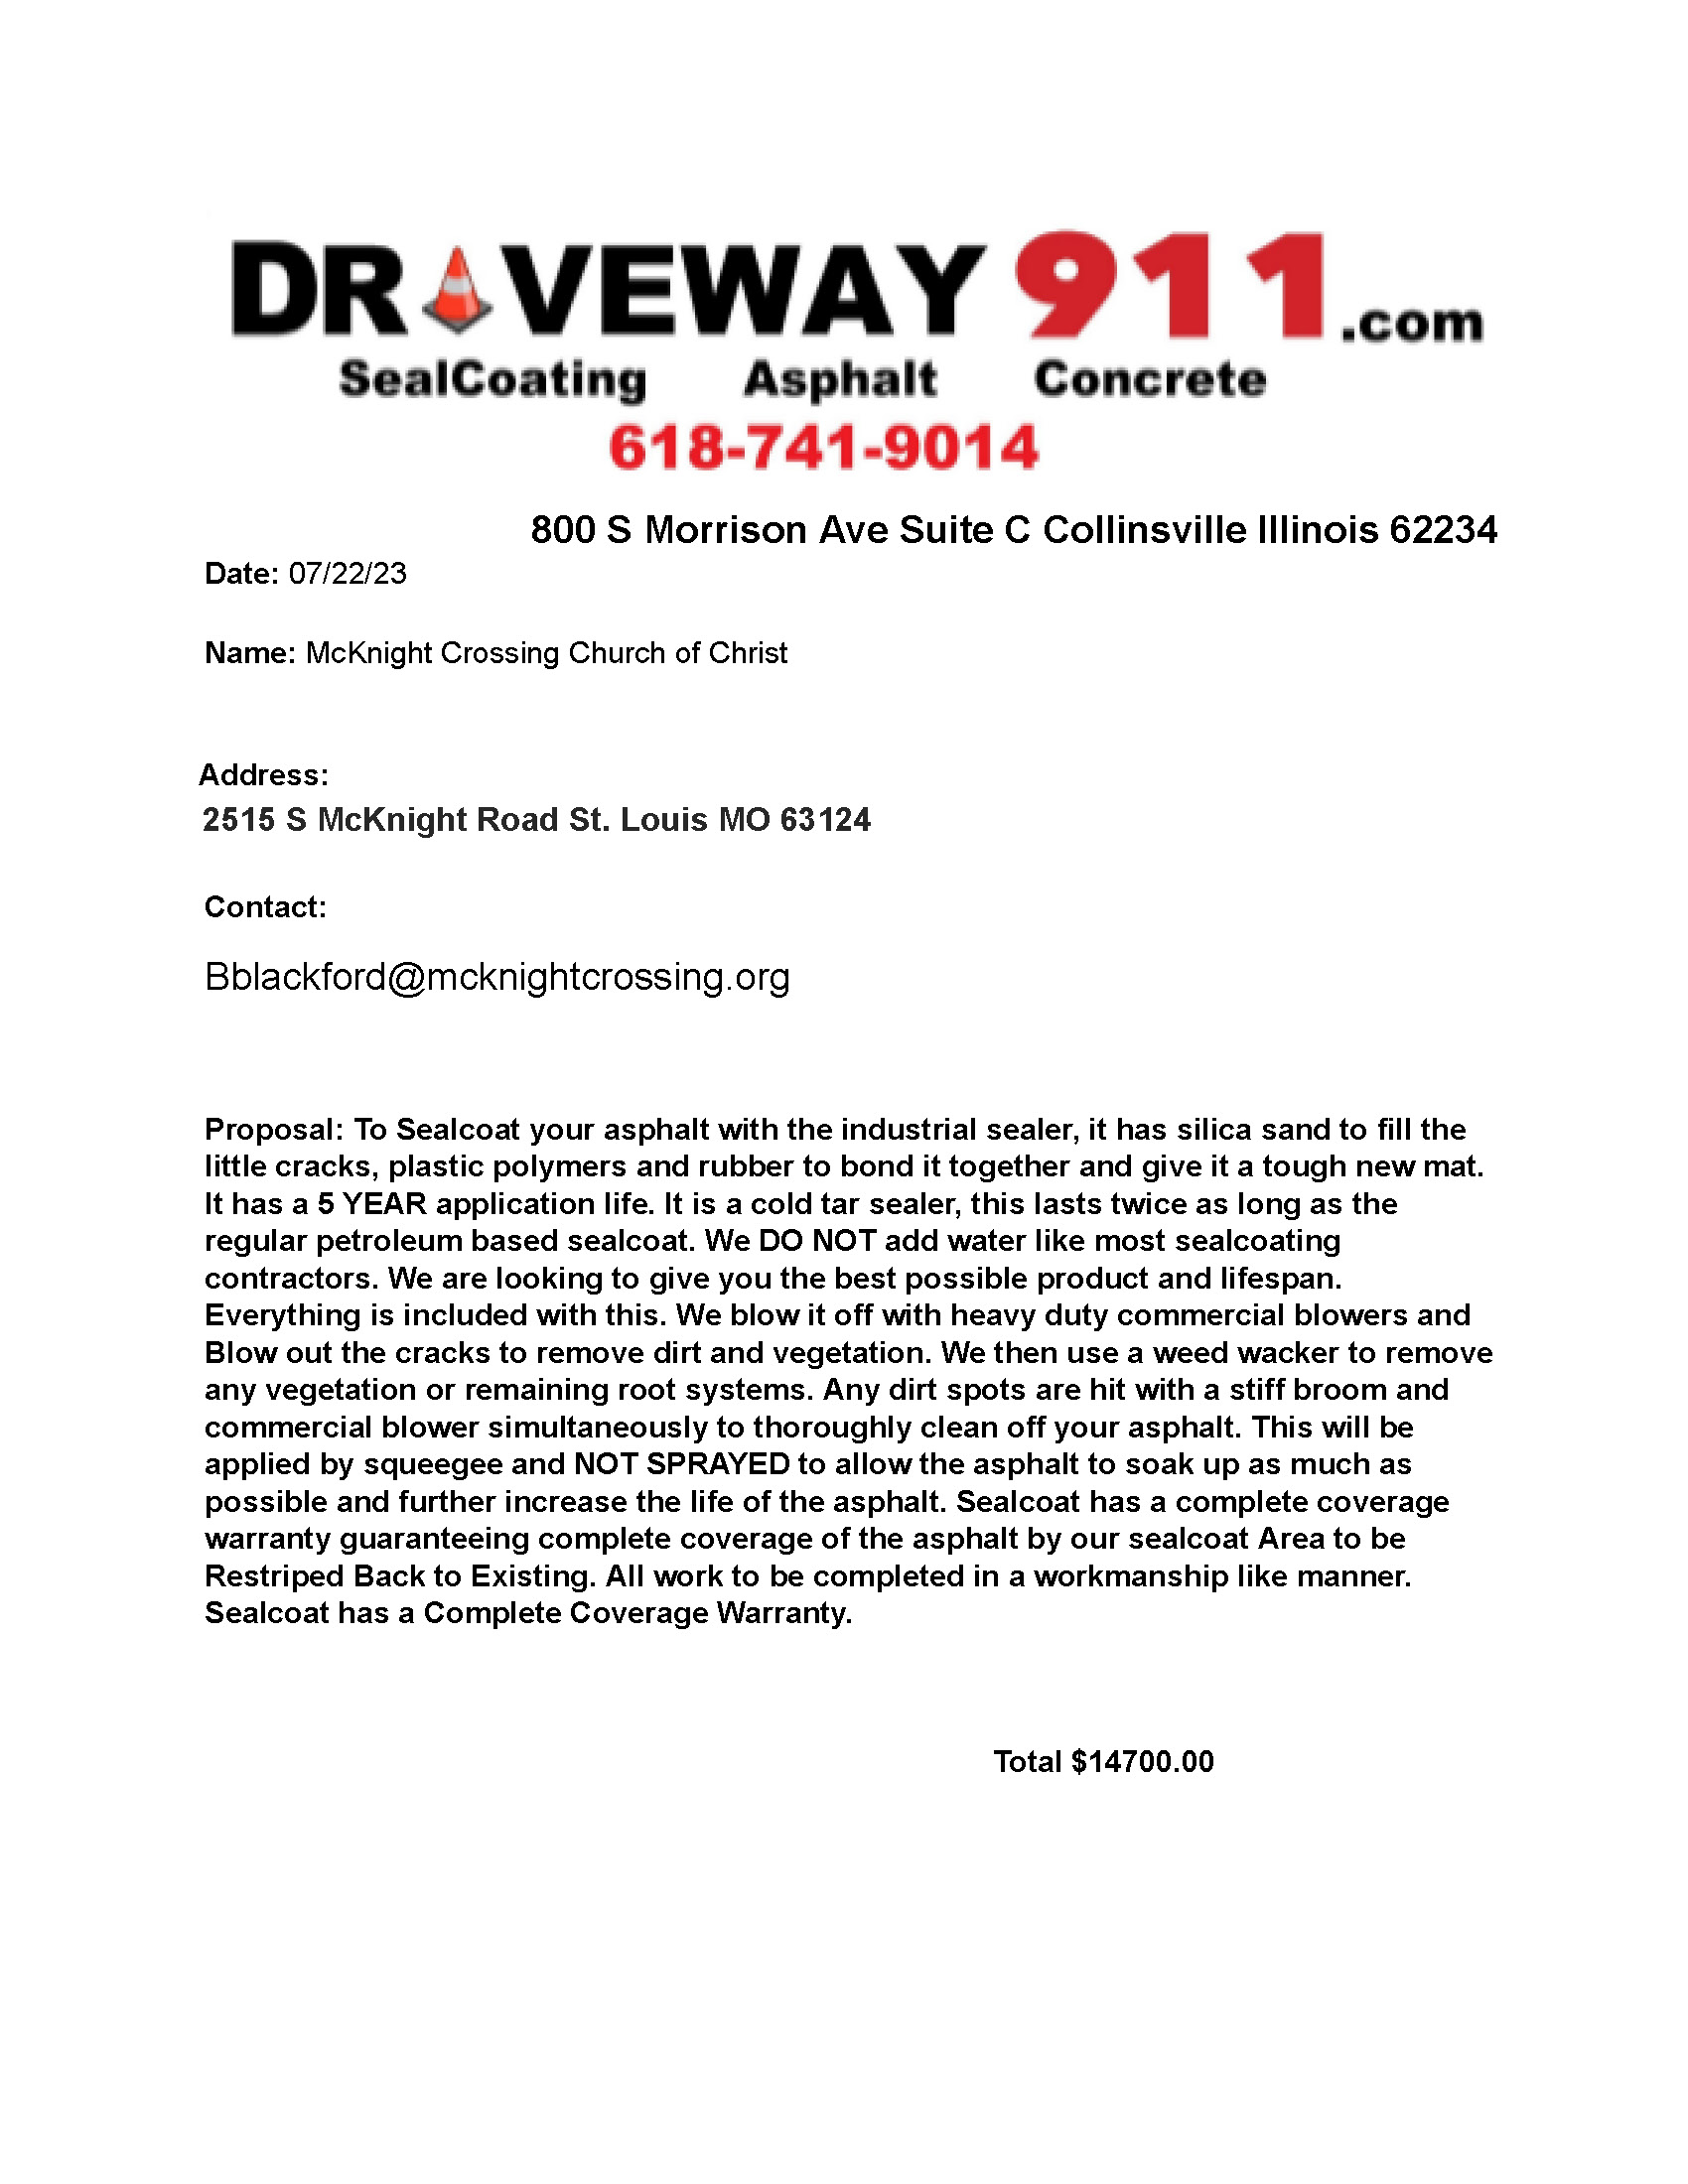 DRIVEWAY 911.com
SealCoating Asphalt Concrete
618-741-9014
800 S Morrison Ave Suite C Collinsville Illinois 62234
Date: 07/22/23
Name: McKnight Crossing Church of Christ
Address:
2515 S McKnight Road St. Louis MO 63124
Contact:
Bblackford@mcknightcrossing.org
Proposal: To Sealcoat your asphalt with the industrial sealer, it has silica sand to fill the
little cracks, plastic polymers and rubber to bond it together and give it a tough new mat.
It has a 5 YEAR application life. It is a cold tar sealer, this lasts twice as long as the
regular petroleum based sealcoat. We DO NOT add water like most sealcoating
contractors. We are looking to give you the best possible product and lifespan.
Everything is included with this. We blow it off with heavy duty commercial blowers and
Blow out the cracks to remove dirt and vegetation. We then use a weed wacker to remove
any vegetation or remaining root systems. Any dirt spots are hit with a stiff broom and
commercial blower simultaneously to thoroughly clean off your asphalt. This will be
applied by squeegee and NOT SPRAYED to allow the asphalt to soak up as much as
possible and further increase the life of the asphalt. Sealcoat has a complete coverage
warranty guaranteeing complete coverage of the asphalt by our sealcoat Area to be
Restriped Back to Existing. All work to be completed in a workmanship like manner.
Sealcoat has a Complete Coverage Warranty.
Total $14700.00